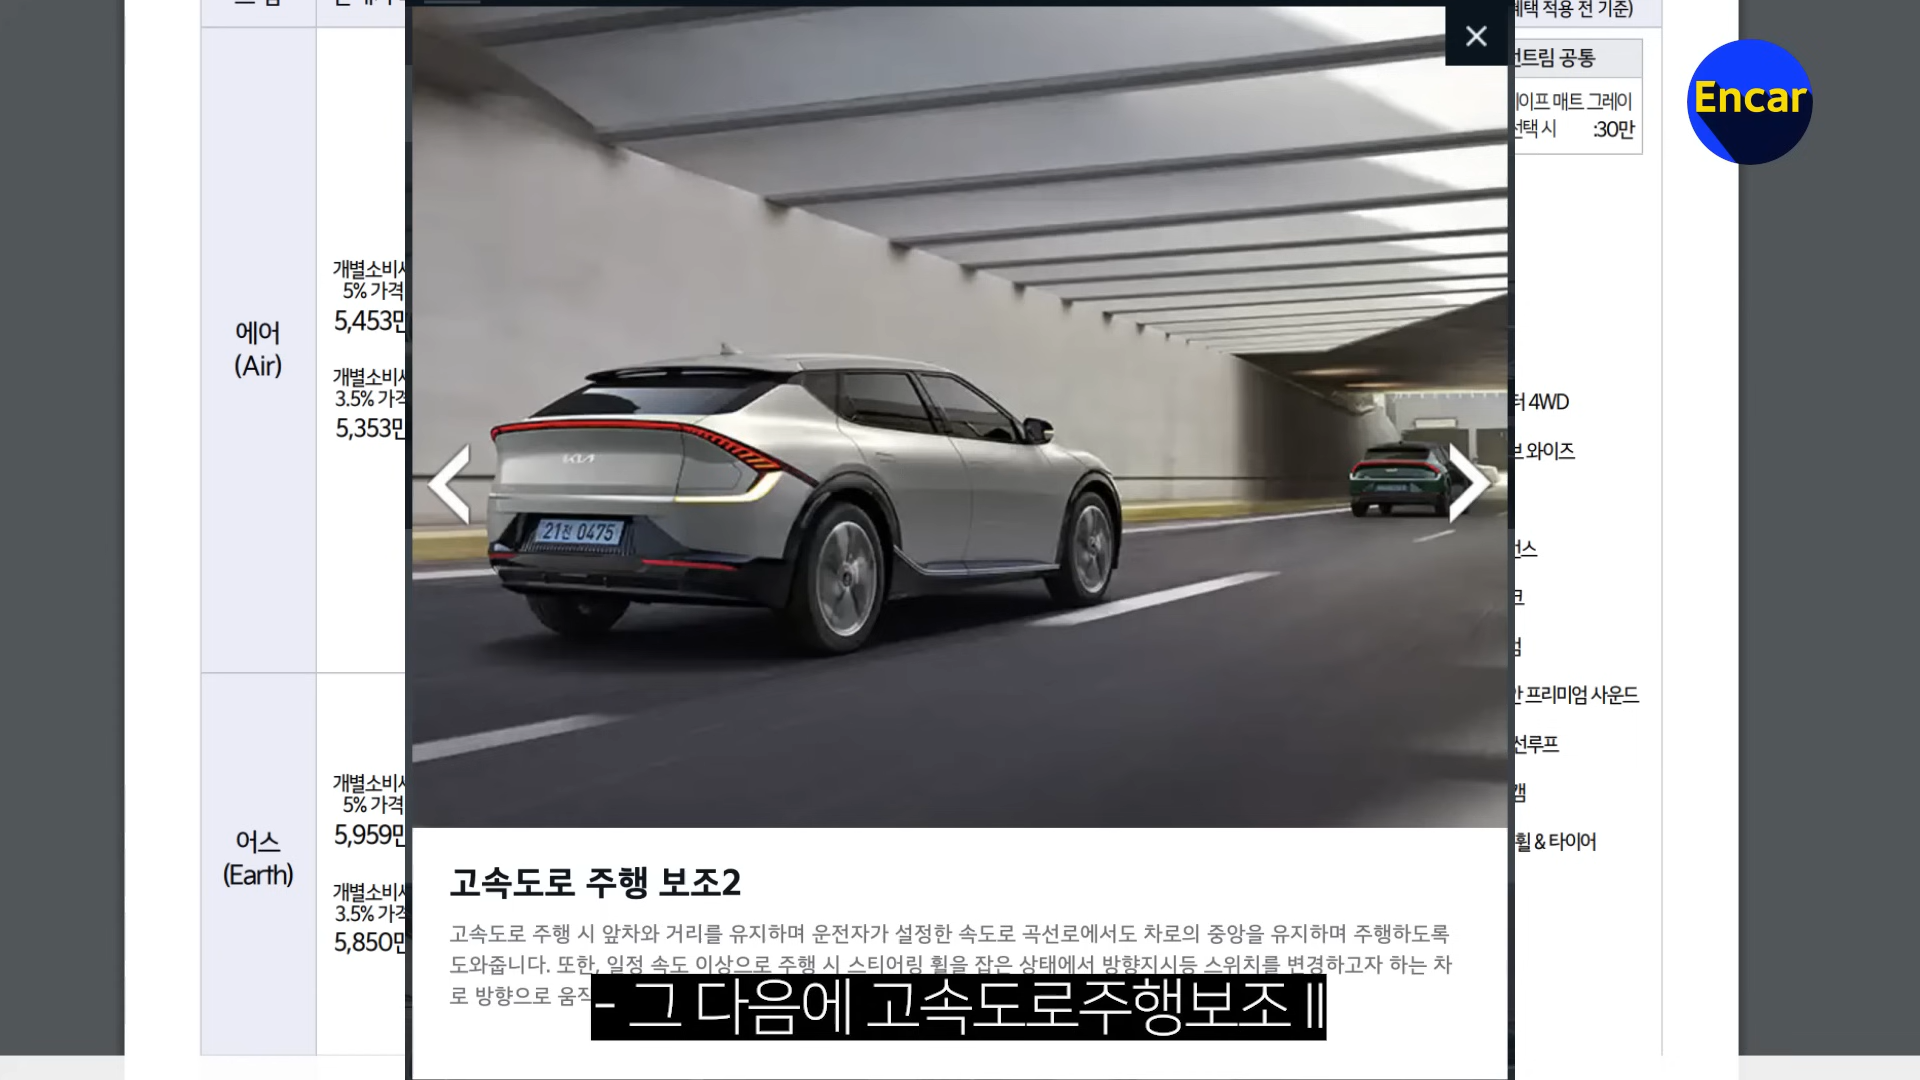 혜택 적용 전 기준)
에어
(Air)
개별소비세
5% 가격
5,453만
개별소비세
3.5% 가격
5,353만
어스
(Earth)
개별소비세
5% 가격
5,959만
개별소비세
3.5% 가격
5,850만
KIA
21전 0475
전트림 공통
이프 매트 그레이
선택 시 :30만
터 4WD
브 와이즈
프리미엄 사운드
선루프
캠
휠 & 타이어
Encar
고속도로 주행 보조2
고속도로 주행 시 앞차와 거리를 유지하며 운전자가 설정한 속도로 곡선로에서도 차로의 중앙을 유지하며 주행하도록
도와줍니다. 또한, 일정 속도 이상으로 주행 시 스티어링 휠을 잡은 상태에서 방향지시등 스위치를 변경하고자 하는 차
로 방향으로 움직
- 그 다음에 고속도로주행보조 II